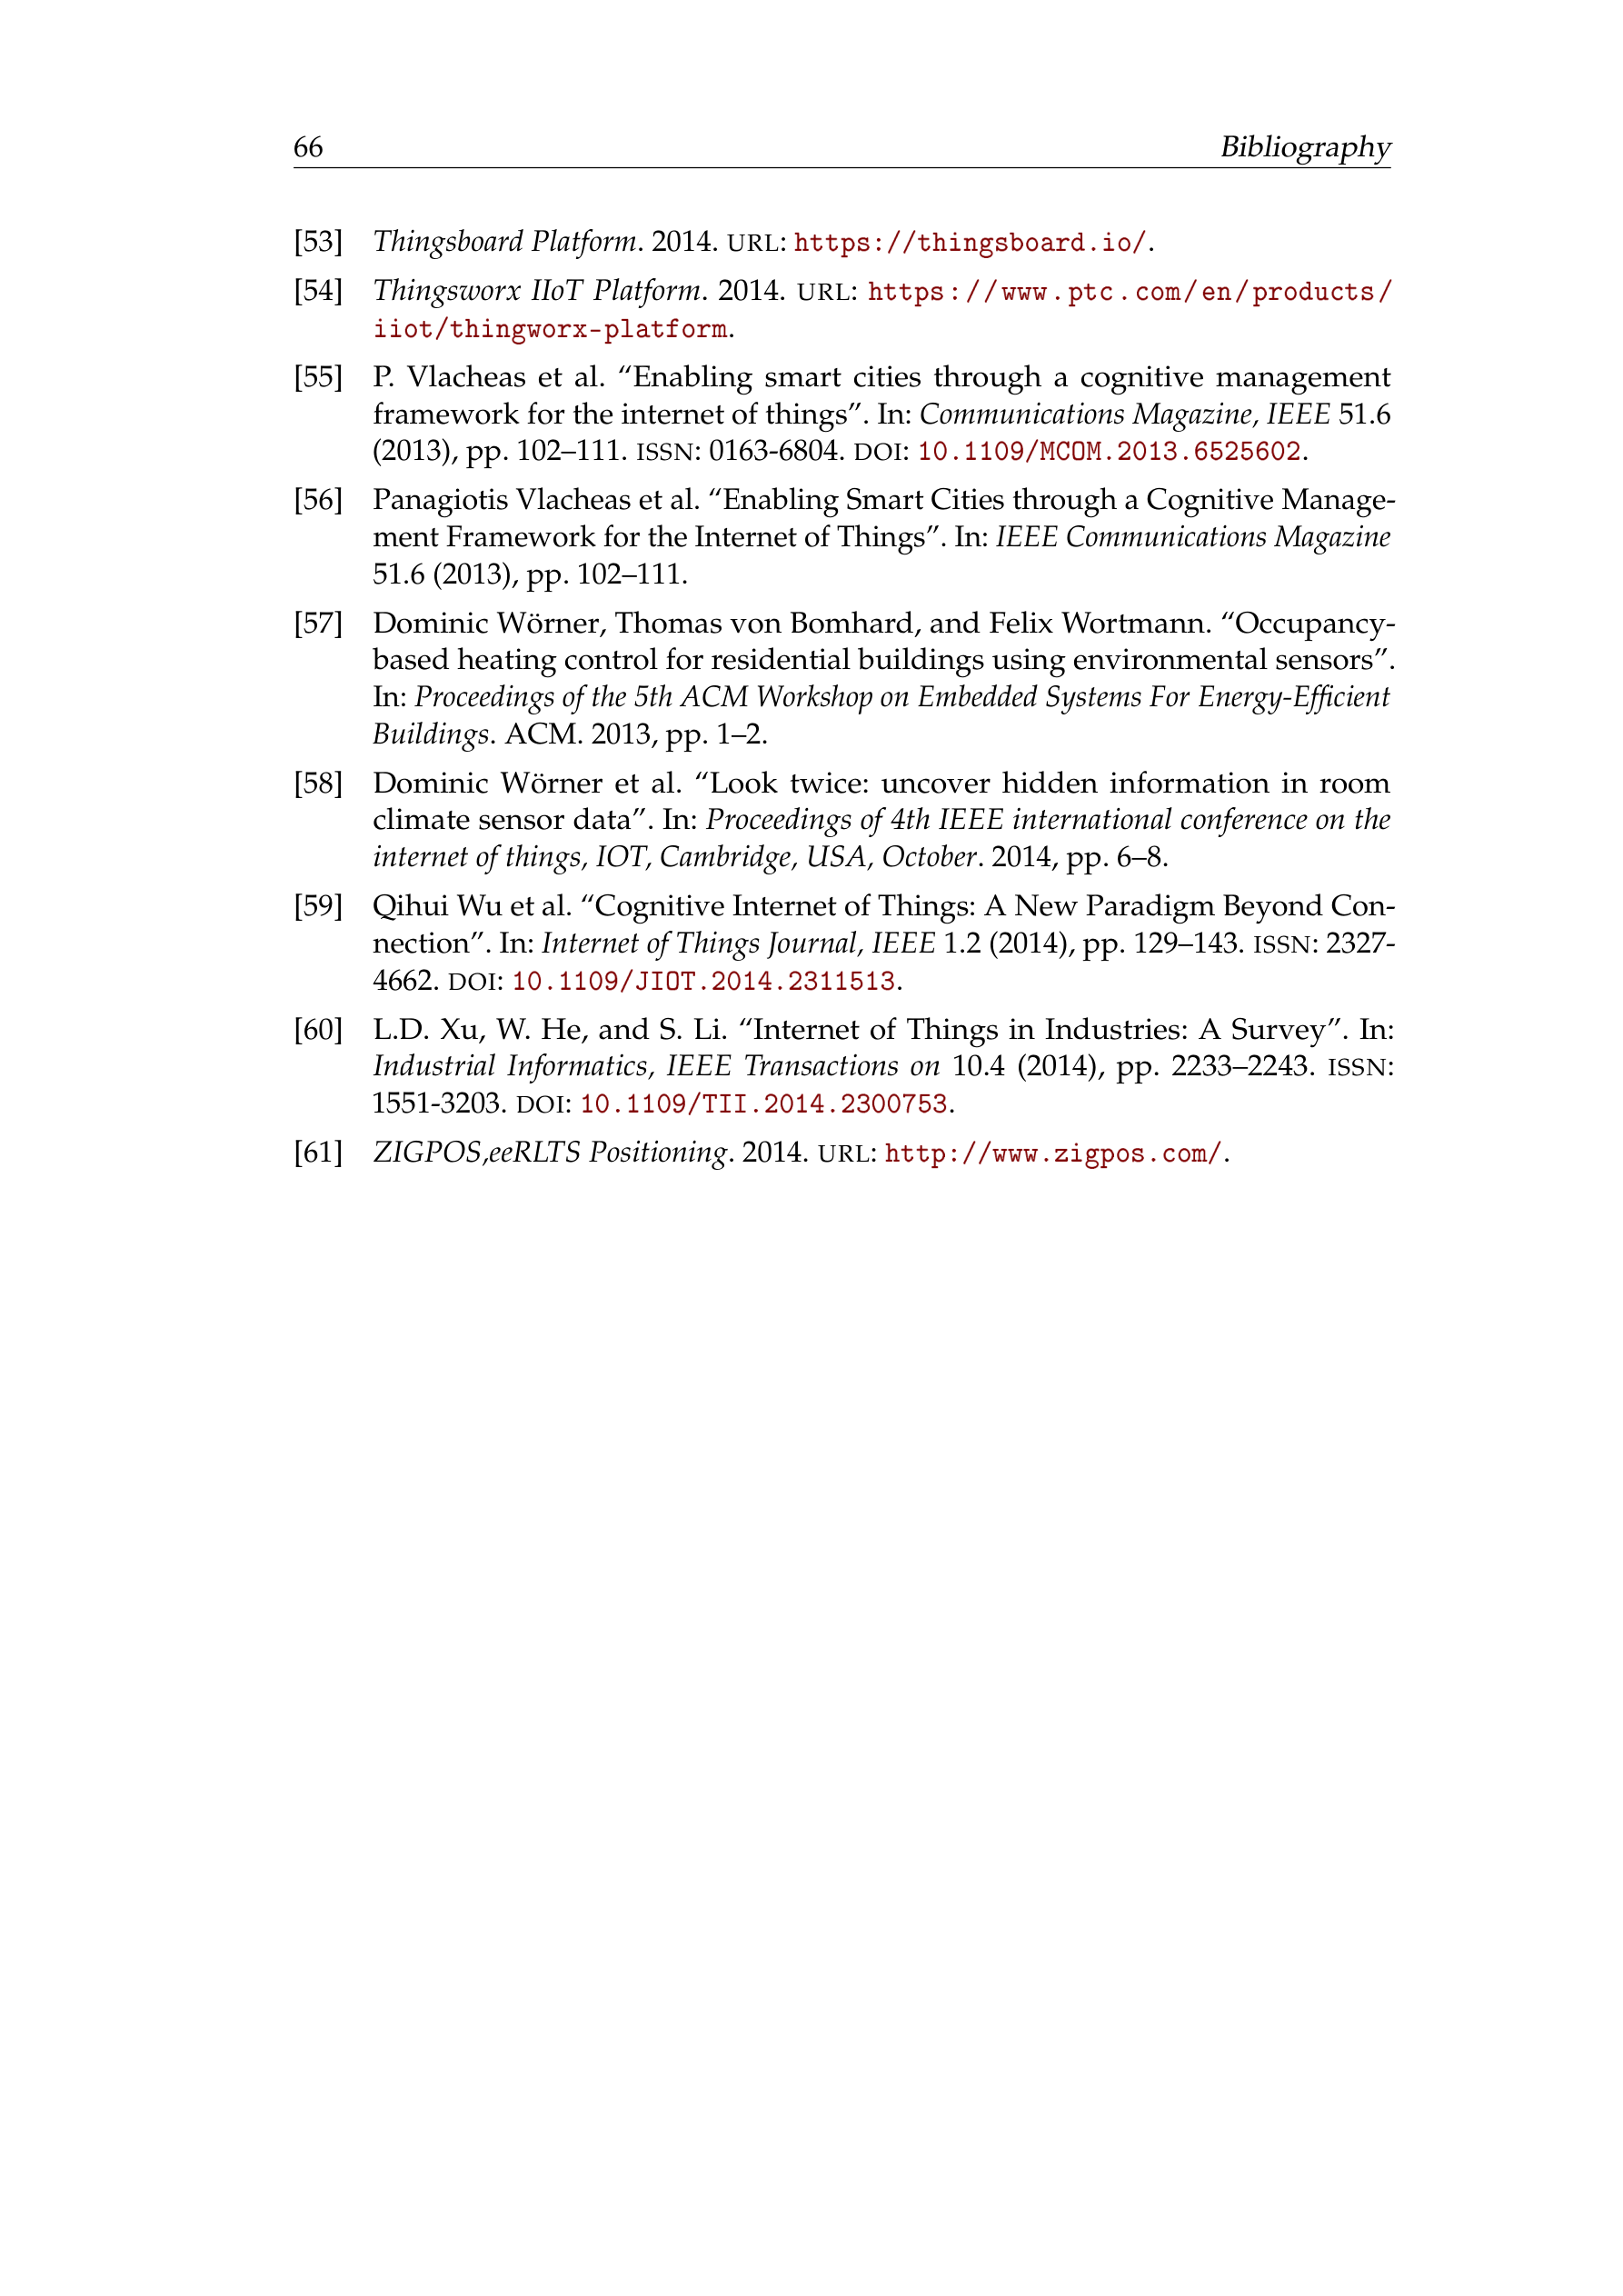 66 Bibliography
[53] Thingsboard Platform. 2014. URL: https://thingsboard.io/.
[54] Thingsworx IIoT Platform. 2014. URL: https://www.ptc.com/en/products/
iiot/thingworx-platform.
[55] P. Vlacheas et al. “Enabling smart cities through a cognitive management
framework for the internet of things”. In: Communications Magazine, IEEE 51.6
(2013), pp. 102–111. ISSN: 0163-6804. DOI: 10.1109/MCOM.2013.6525602.
[56] Panagiotis Vlacheas et al. “Enabling Smart Cities through a Cognitive Manage-
ment Framework for the Internet of Things”. In: IEEE Communications Magazine
51.6 (2013), pp. 102–111.
[57] Dominic Wörner, Thomas von Bomhard, and Felix Wortmann. “Occupancy-
based heating control for residential buildings using environmental sensors”.
In: Proceedings of the 5th ACM Workshop on Embedded Systems For Energy-Efficient
Buildings. ACM. 2013, pp. 1–2.
[58] Dominic Wörner et al. “Look twice: uncover hidden information in room
climate sensor data”. In: Proceedings of 4th IEEE international conference on the
internet of things, IOT, Cambridge, USA, October. 2014, pp. 6–8.
[59] Qihui Wu et al. “Cognitive Internet of Things: A New Paradigm Beyond Con-
nection”. In: Internet of Things Journal, IEEE 1.2 (2014), pp. 129–143. ISSN: 2327-
4662. DOI: 10.1109/JIOT.2014.2311513.
[60] L.D. Xu, W. He, and S. Li. “Internet of Things in Industries: A Survey”. In:
Industrial Informatics, IEEE Transactions on 10.4 (2014), pp. 2233–2243. ISSN:
1551-3203. DOI: 10.1109/TII.2014.2300753.
[61] ZIGPOS,eeRLTS Positioning. 2014. URL: http://www.zigpos.com/.